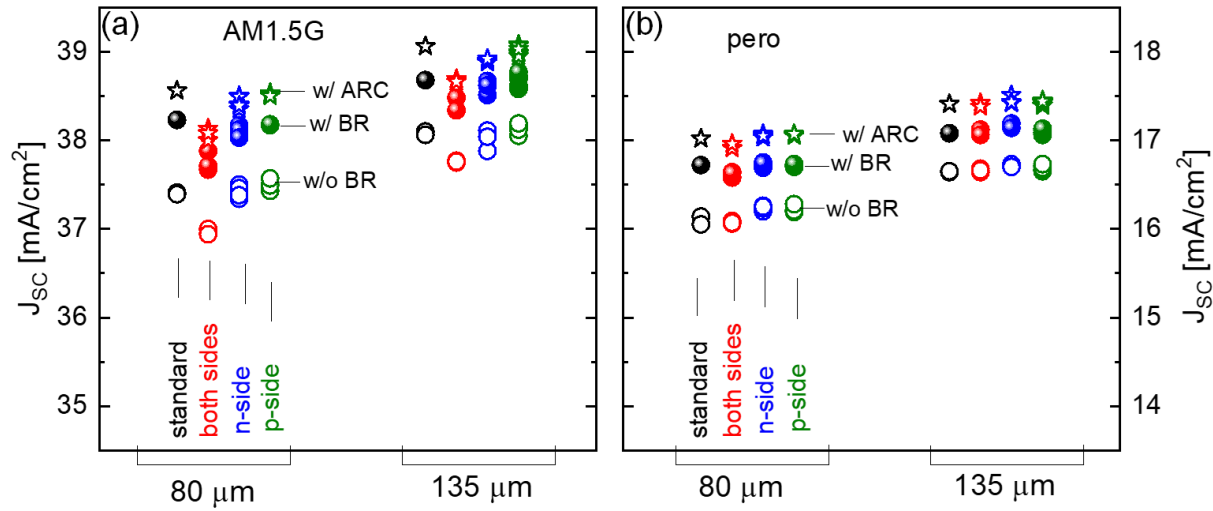 (a)
AM1.5G
J_SC [mA/cm²]
39
38
37
36
35
w/ ARC
w/ BR
w/o BR
standard
both sides
n-side
p-side
80 μm
135 μm
(b)
pero
w/ ARC
w/ BR
w/o BR
standard
both sides
n-side
p-side
80 μm
135 μm
18
17
16
15
14
J_SC [mA/cm²]